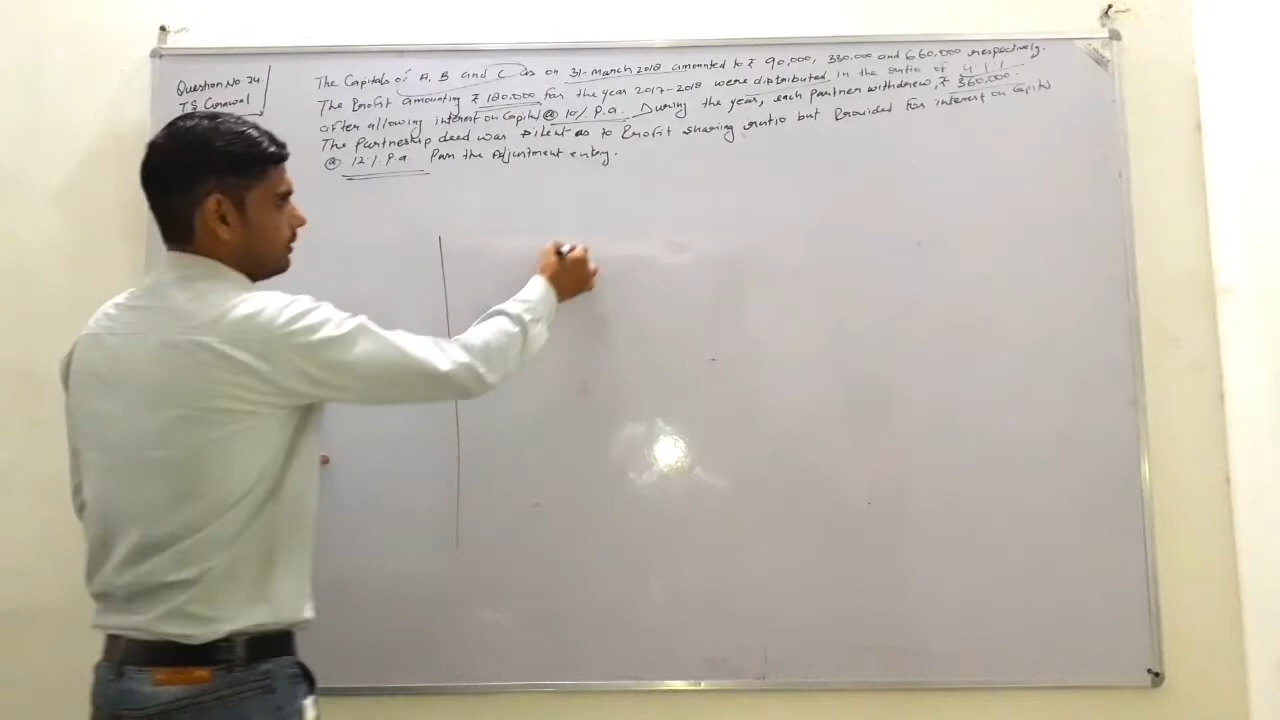 Question No. 34.
T.S Grewal
The Capitals of A, B and C as on 31-March 2018 amounted to ₹ 90,000, 330,000 and 660,000 respectively.
The Profit amounting ₹ 180,000 for the year 2017-2018 were distributed in the ratio of 4 1 1
after allowing interest on Capital @ 10%. P.a. During the year, each Partner withdrew ₹ 360,000.
The Partnership deed was silent as to Profit sharing ratio but Provided for interest on Capital
@ 12%. P.a. Pass the Adjustment entry.